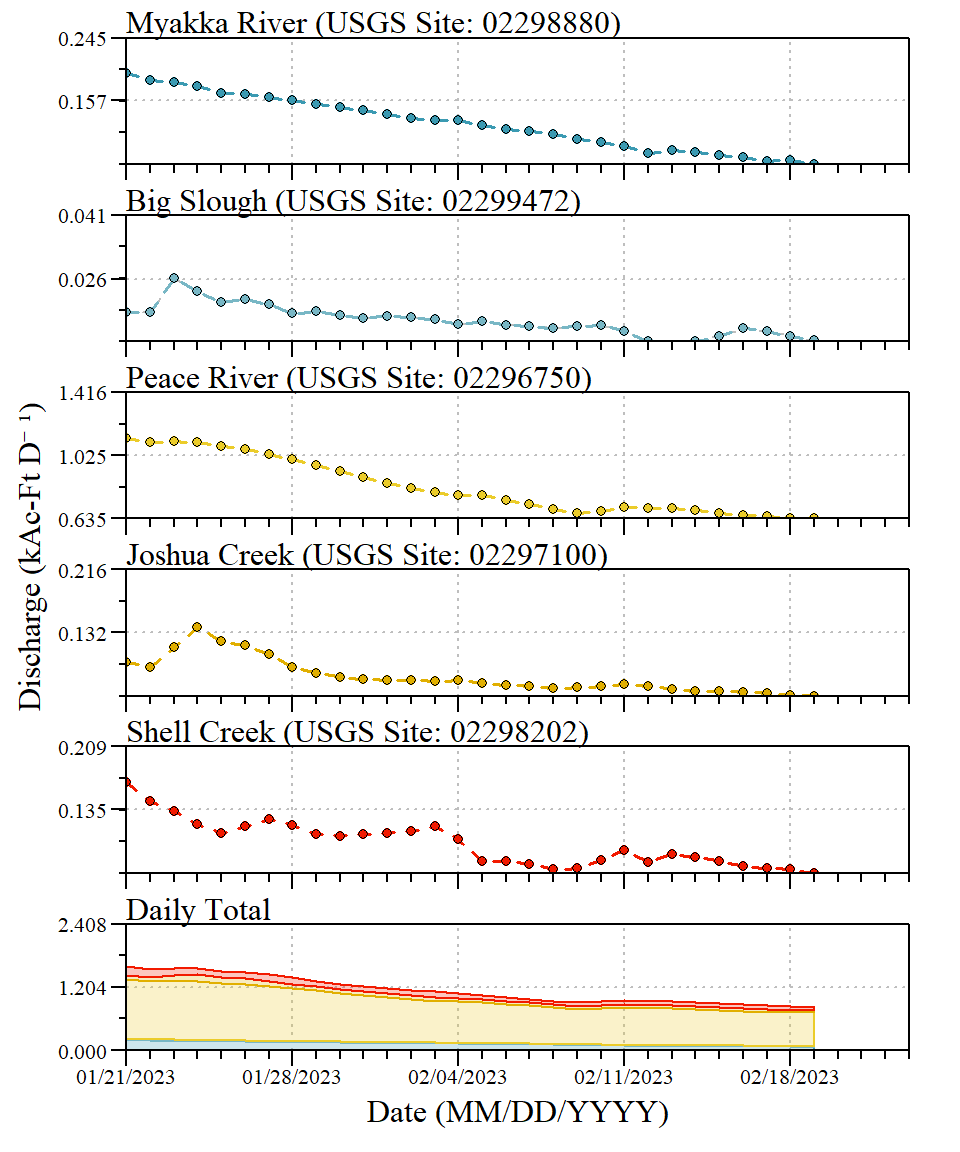 Myakka River (USGS Site: 02298880)
0.245
0.157
Big Slough (USGS Site: 02299472)
0.041
0.026
Peace River (USGS Site: 02296750)
1.416
1.025
0.635
Joshua Creek (USGS Site: 02297100)
0.216
0.132
Shell Creek (USGS Site: 02298202)
0.209
0.135
Daily Total
2.408
1.204
0.000
Discharge (kAc-Ft D⁻¹)
01/21/2023 01/28/2023 02/04/2023 02/11/2023 02/18/2023
Date (MM/DD/YYYY)